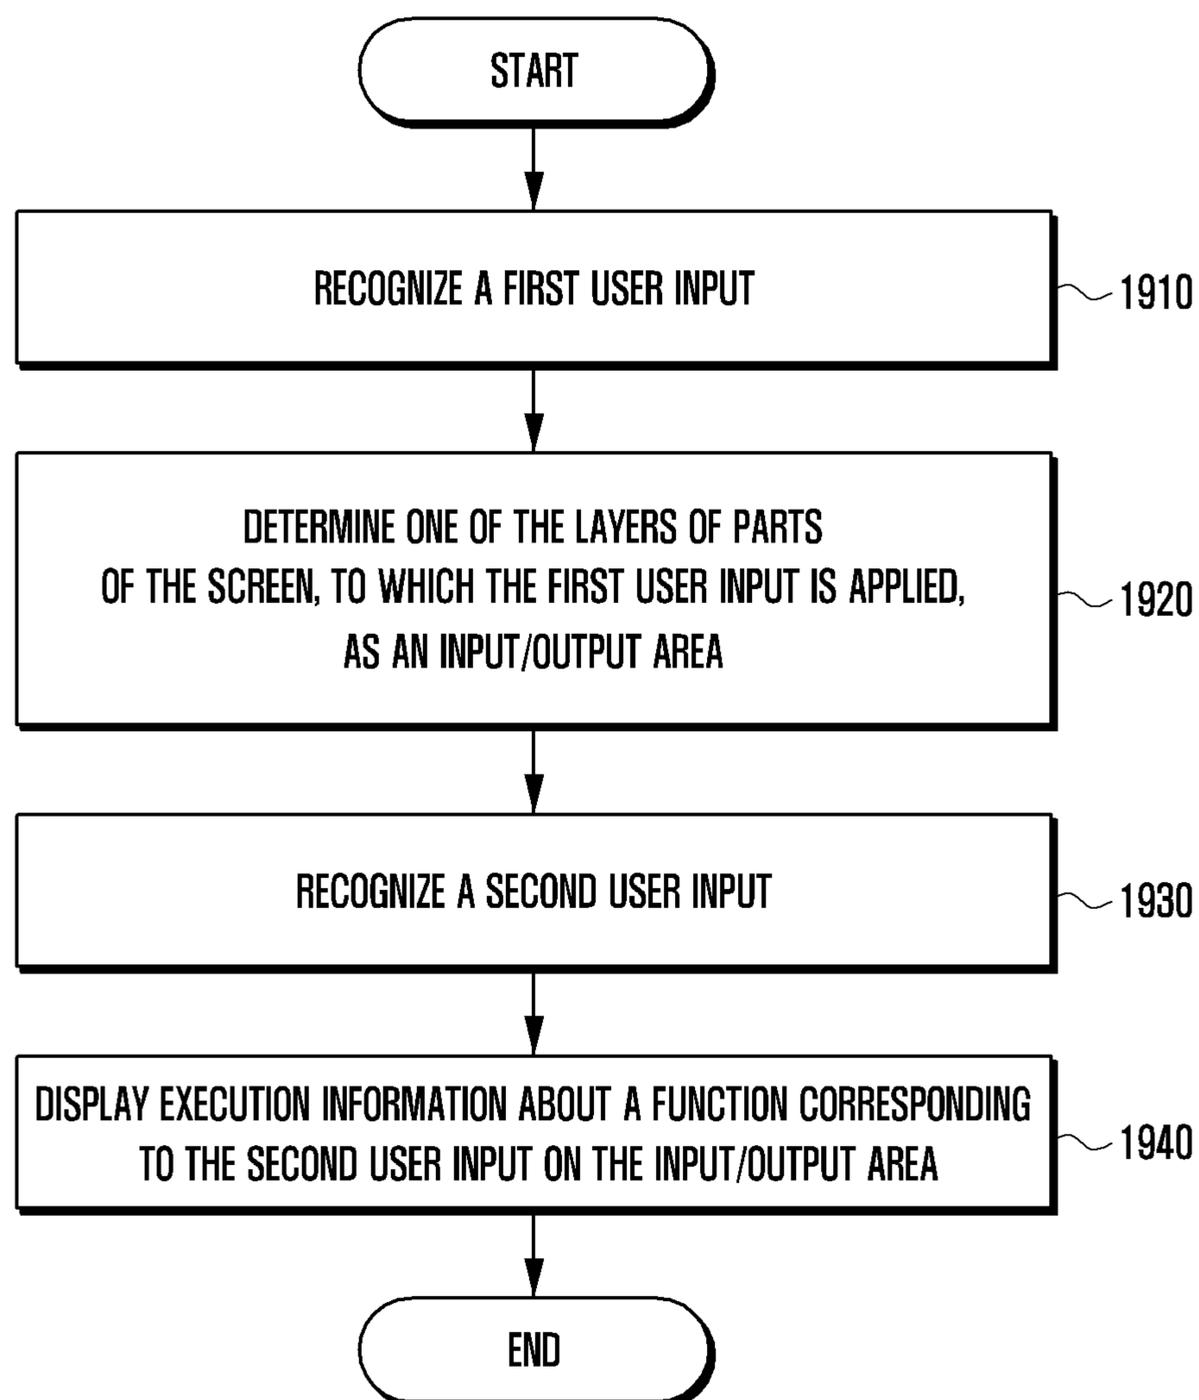 START
RECOGNIZE A FIRST USER INPUT
1910
DETERMINE ONE OF THE LAYERS OF PARTS
OF THE SCREEN, TO WHICH THE FIRST USER INPUT IS APPLIED,
AS AN INPUT/OUTPUT AREA
1920
RECOGNIZE A SECOND USER INPUT
1930
DISPLAY EXECUTION INFORMATION ABOUT A FUNCTION CORRESPONDING
TO THE SECOND USER INPUT ON THE INPUT/OUTPUT AREA
1940
END